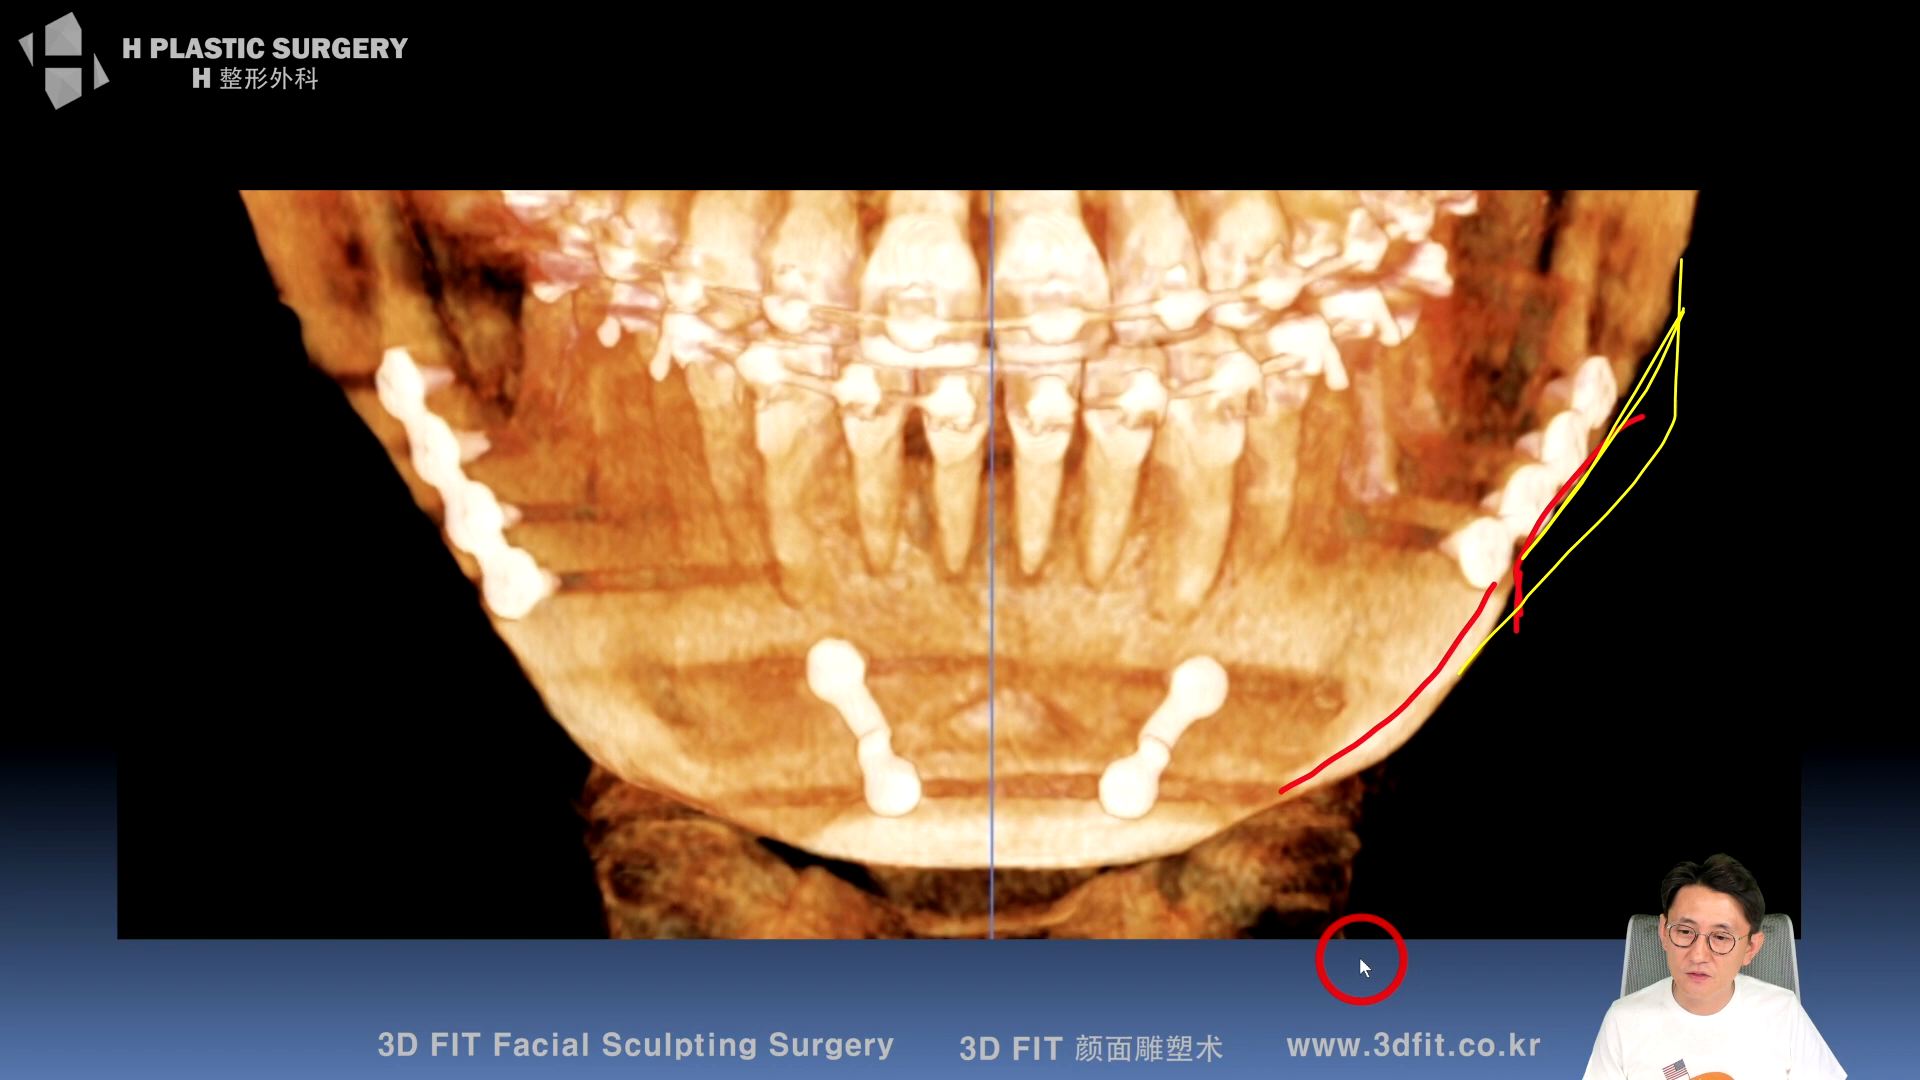 H PLASTIC SURGERY
H 整形外科
3D FIT Facial Sculpting Surgery 3D FIT 颜面雕塑术 www.3dfit.co.kr